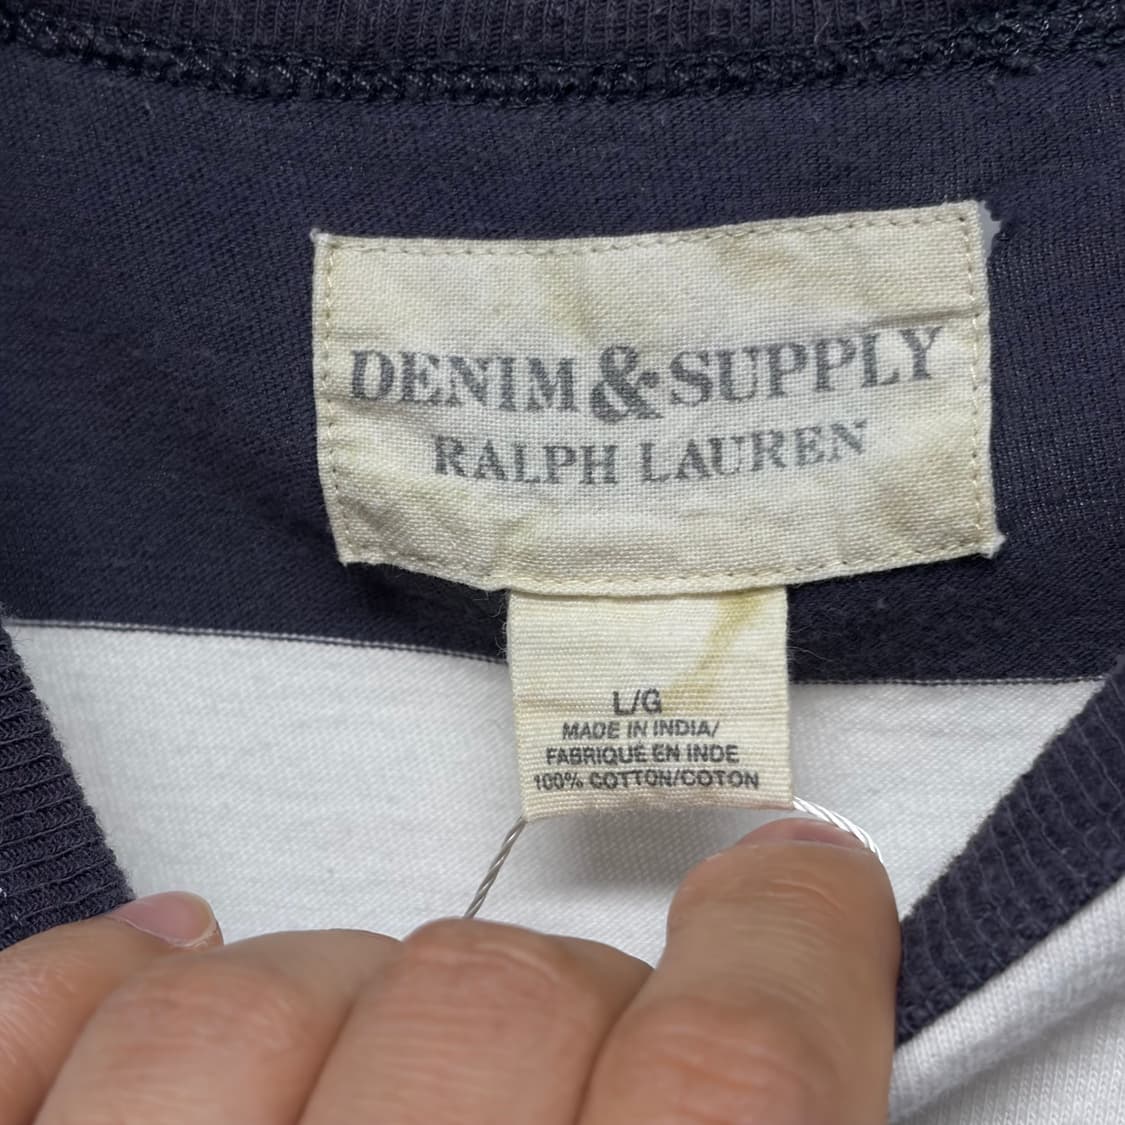 DENIM & SUPPLY
RALPH LAUREN
L/G
MADE IN INDIA/
FABRIQUÉ EN INDE
100% COTTON/COTON